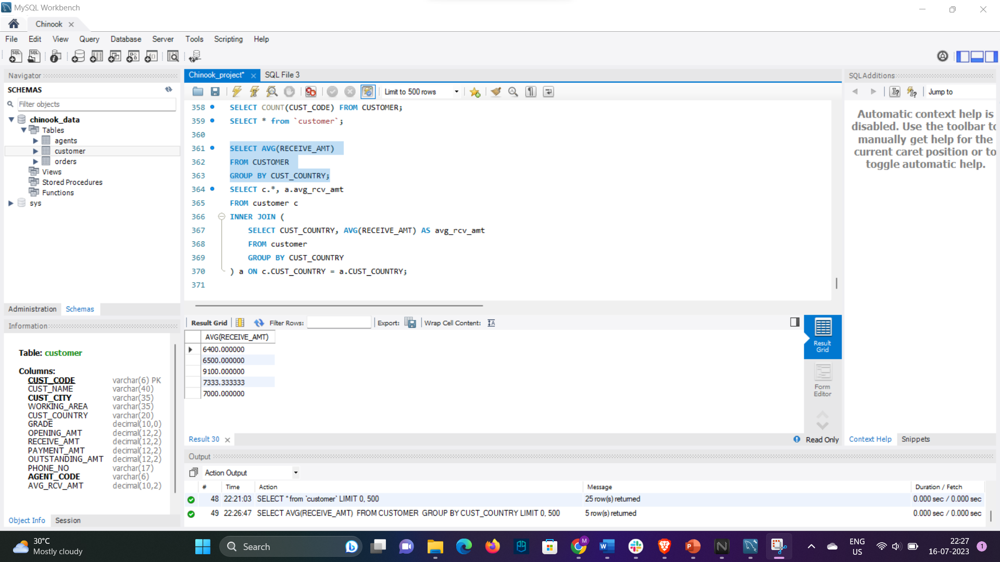 MySQL Workbench
Chinook
File Edit View Query Database Server Tools Scripting Help
Navigator
SCHEMAS
Filter objects
chinook_data
Tables
agents
customer
orders
Views
Stored Procedures
Functions
sys
Administration Schemas
Information
Table: customer
Columns:
CUST_CODE varchar(6) PK
CUST_NAME varchar(40)
CUST_CITY varchar(35)
WORKING_AREA varchar(35)
CUST_COUNTRY varchar(20)
GRADE decimal(10,0)
OPENING_AMT decimal(12,2)
RECEIVE_AMT decimal(12,2)
PAYMENT_AMT decimal(12,2)
OUTSTANDING_AMT decimal(12,2)
PHONE_NO varchar(17)
AGENT_CODE varchar(6)
AVG_RCV_AMT decimal(10,2)
Object Info Session
Chinook_project* SQL File 3
Limit to 500 rows
358 SELECT COUNT(CUST_CODE) FROM CUSTOMER;
359 SELECT * from `customer`;
360
361 SELECT AVG(RECEIVE_AMT)
362 FROM CUSTOMER
363 GROUP BY CUST_COUNTRY;
364 SELECT c.*, a.avg_rcv_amt
365 FROM customer c
366 INNER JOIN (
367 SELECT CUST_COUNTRY, AVG(RECEIVE_AMT) AS avg_rcv_amt
368 FROM customer
369 GROUP BY CUST_COUNTRY
370 ) a ON c.CUST_COUNTRY = a.CUST_COUNTRY;
371
Result Grid Filter Rows: Export: Wrap Cell Content:
AVG(RECEIVE_AMT)
6400.000000
6500.000000
9100.000000
7333.333333
7000.000000
Result Grid
Form Editor
Result 30 Read Only
SQLAdditions
Jump to
Automatic context help is
disabled. Use the toolbar to
manually get help for the
current caret position or to
toggle automatic help.
Context Help Snippets
Output
Action Output
# Time Action Message Duration / Fetch
48 22:21:03 SELECT * from `customer` LIMIT 0, 500 25 row(s) returned 0.000 sec / 0.000 sec
49 22:26:47 SELECT AVG(RECEIVE_AMT) FROM CUSTOMER GROUP BY CUST_COUNTRY LIMIT 0, 500 5 row(s) returned 0.000 sec / 0.000 sec
30°C
Mostly cloudy
Search
ENG
US
22:27
16-07-2023
1